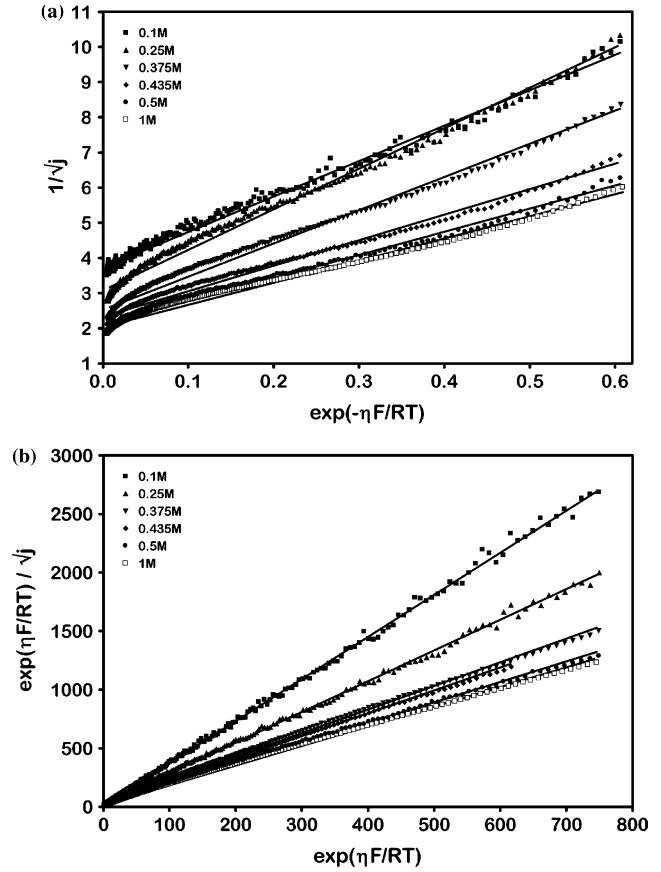 (a)
11
10
9
8
7
6
5
4
3
2
1
1/√j
0.1M
0.25M
0.375M
0.435M
0.5M
1M
0.0 0.1 0.2 0.3 0.4 0.5 0.6
exp(-ηF/RT)
(b)
3000
2500
2000
1500
1000
500
0
exp(ηF/RT) / √j
0.1M
0.25M
0.375M
0.435M
0.5M
1M
0 100 200 300 400 500 600 700 800
exp(ηF/RT)